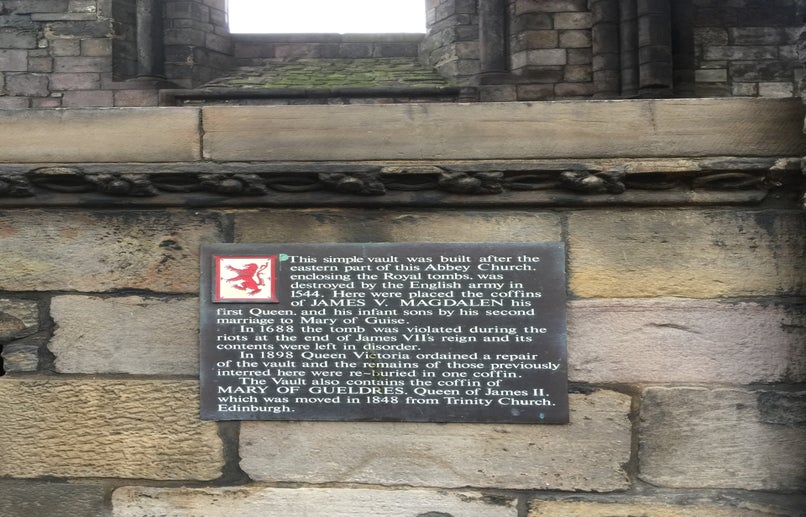 This simple vault was built after the
eastern part of this Abbey Church,
enclosing the Royal tombs, was
destroyed by the English army in
1544. Here were placed the coffins
of JAMES V. MAGDALEN his
first Queen, and his infant sons by his second
marriage to Mary of Guise.
In 1688 the tomb was violated during the
riots at the end of James VII's reign and its
contents were left in disorder.
In 1898 Queen Victoria ordained a repair
of the vault and the remains of those previously
interred here were re-buried in one coffin.
The Vault also contains the coffin of
MARY OF GUELDRES. Queen of James II,
which was moved in 1848 from Trinity Church,
Edinburgh.